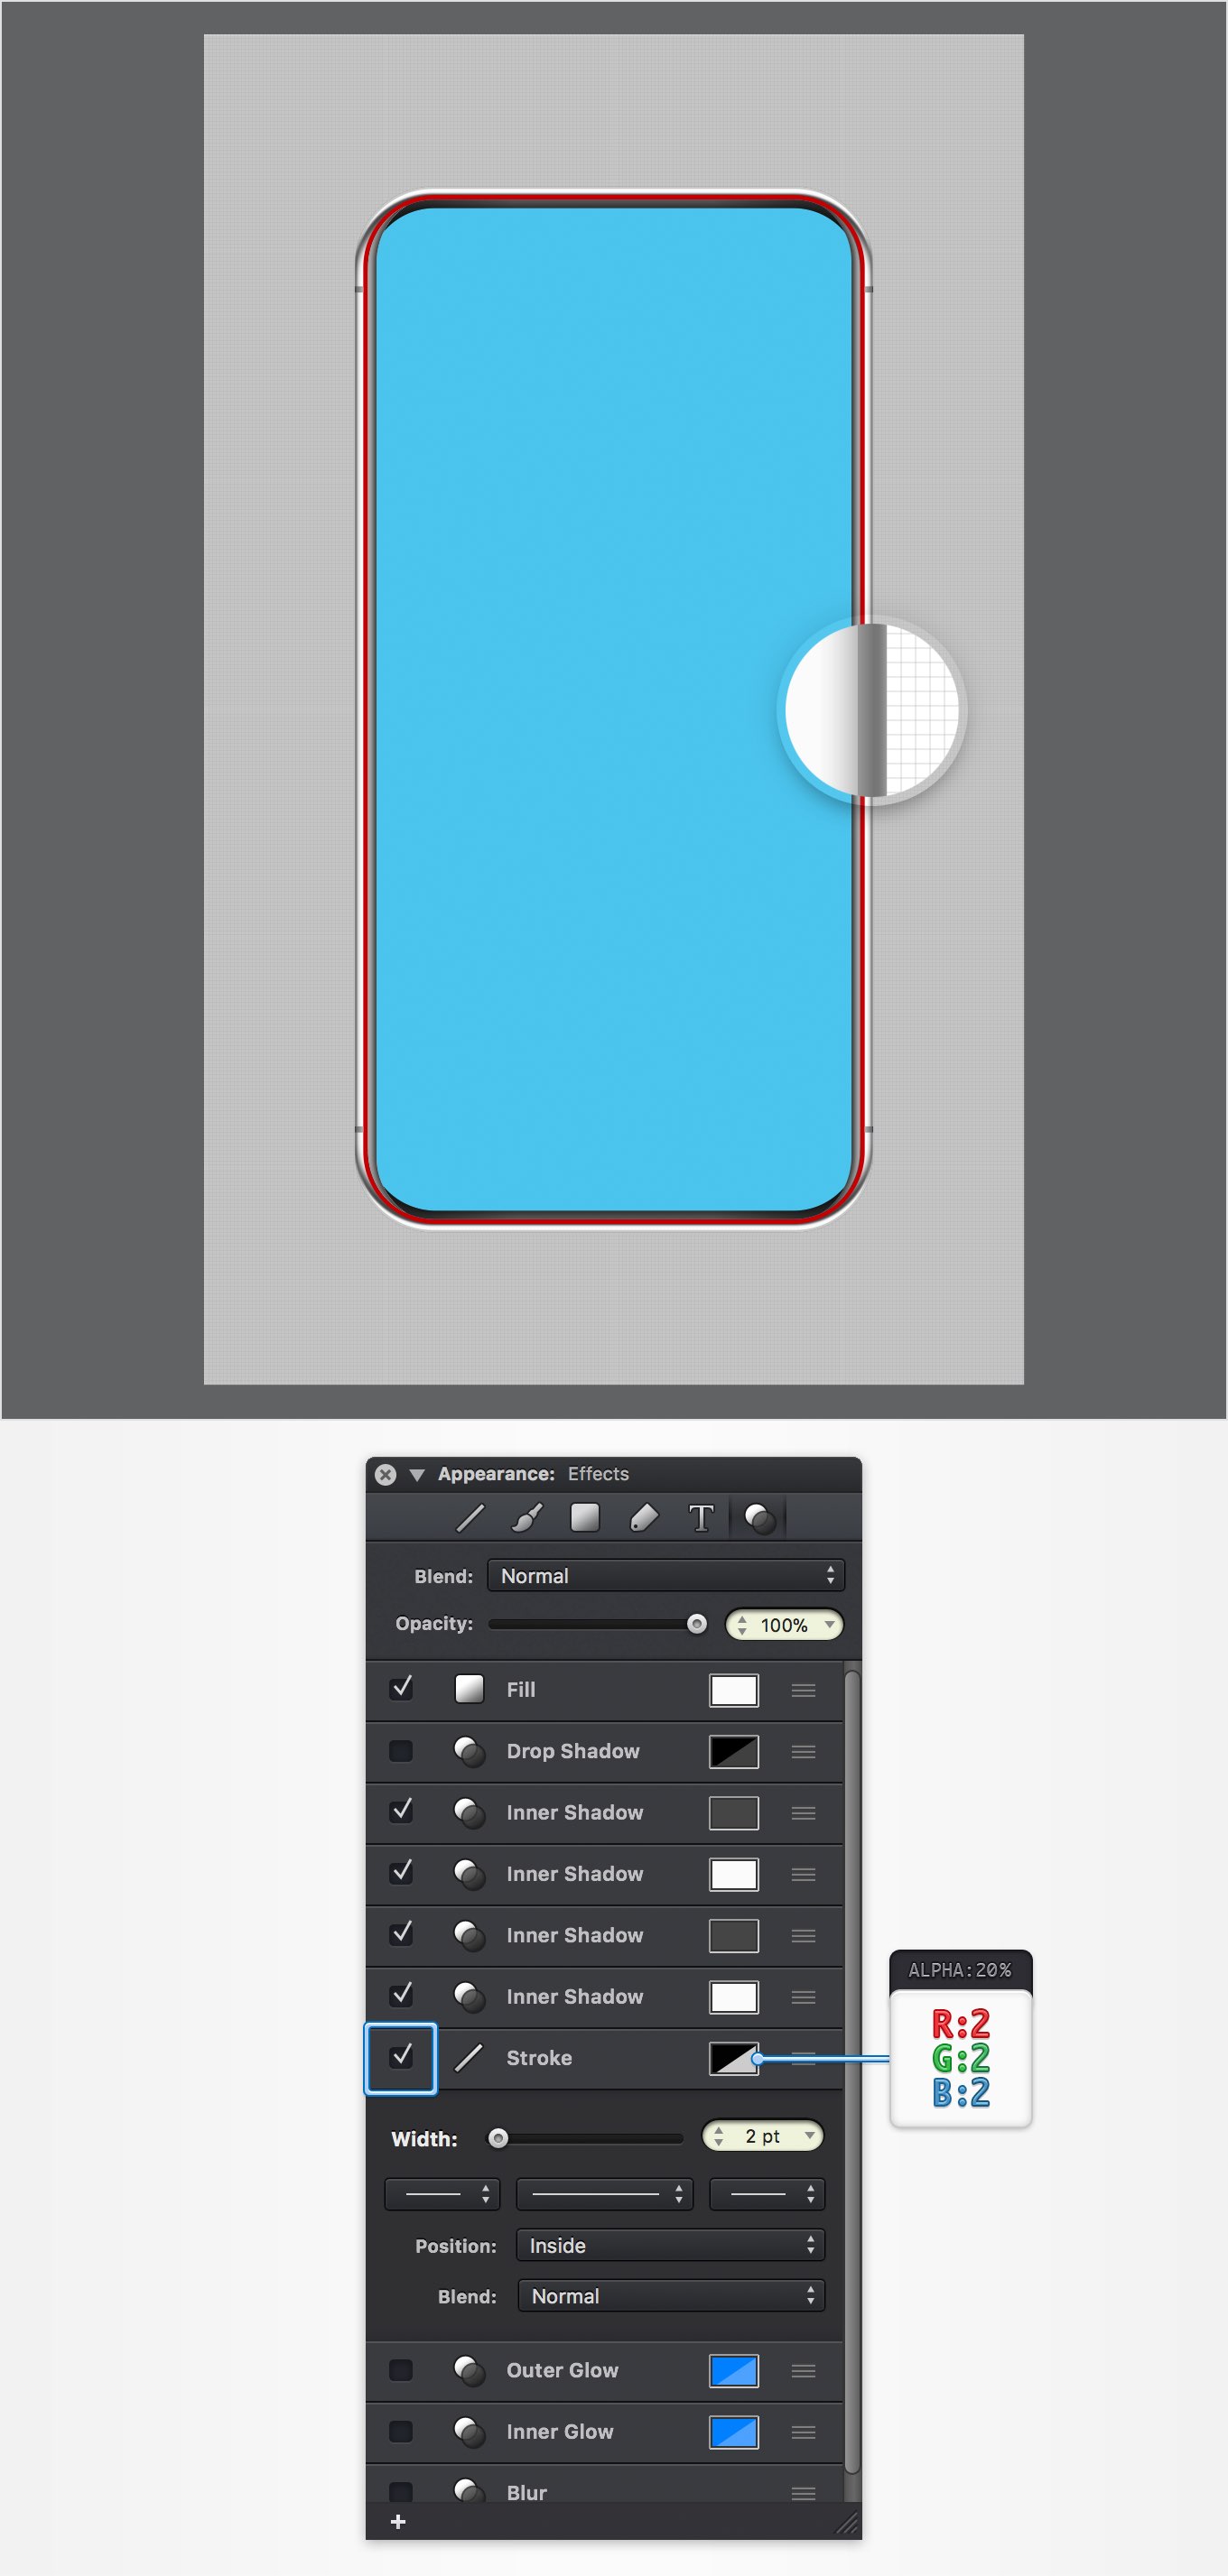 Appearance: Effects
T
Blend: Normal
Opacity: 100%
Fill
Drop Shadow
Inner Shadow
Inner Shadow
Inner Shadow
Inner Shadow
Stroke
ALPHA:20%
R:2
G:2
B:2
Width: 2 pt
Position: Inside
Blend: Normal
Outer Glow
Inner Glow
Blur
+